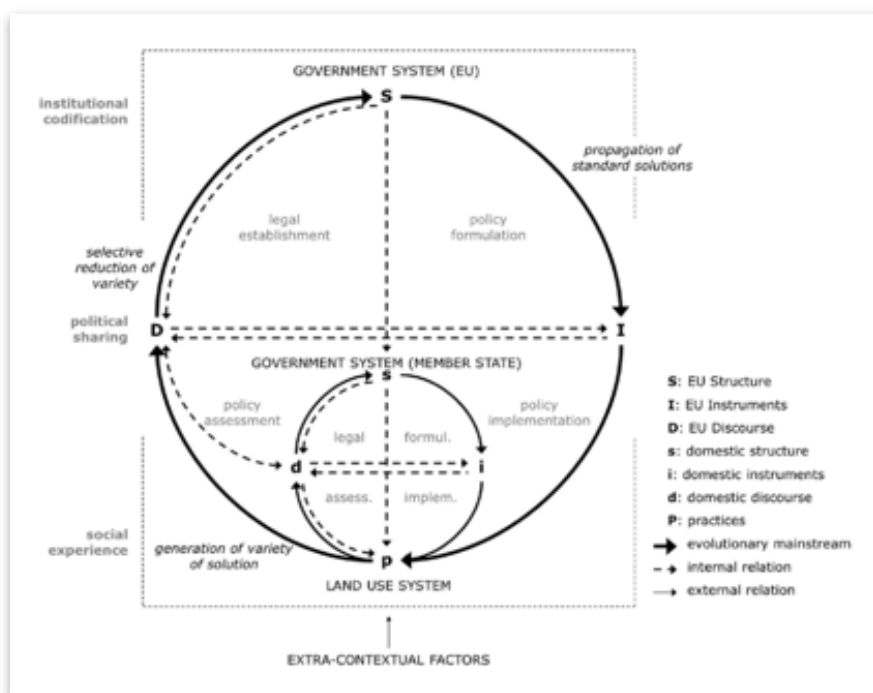 GOVERNMENT SYSTEM (EU)
S
institutional
codification
propagation of
standard solutions
legal
establishment
policy
formulation
selective
reduction of
variety
political
sharing
D
I
GOVERNMENT SYSTEM (MEMBER STATE)
s
policy
assessment
policy
implementation
legal
formul.
d
i
assess.
implem.
social
experience
generation of variety
of solution
p
LAND USE SYSTEM
EXTRA-CONTEXTUAL FACTORS
S: EU Structure
I: EU Instruments
D: EU Discourse
s: domestic structure
i: domestic instruments
d: domestic discourse
P: practices
evolutionary mainstream
internal relation
external relation